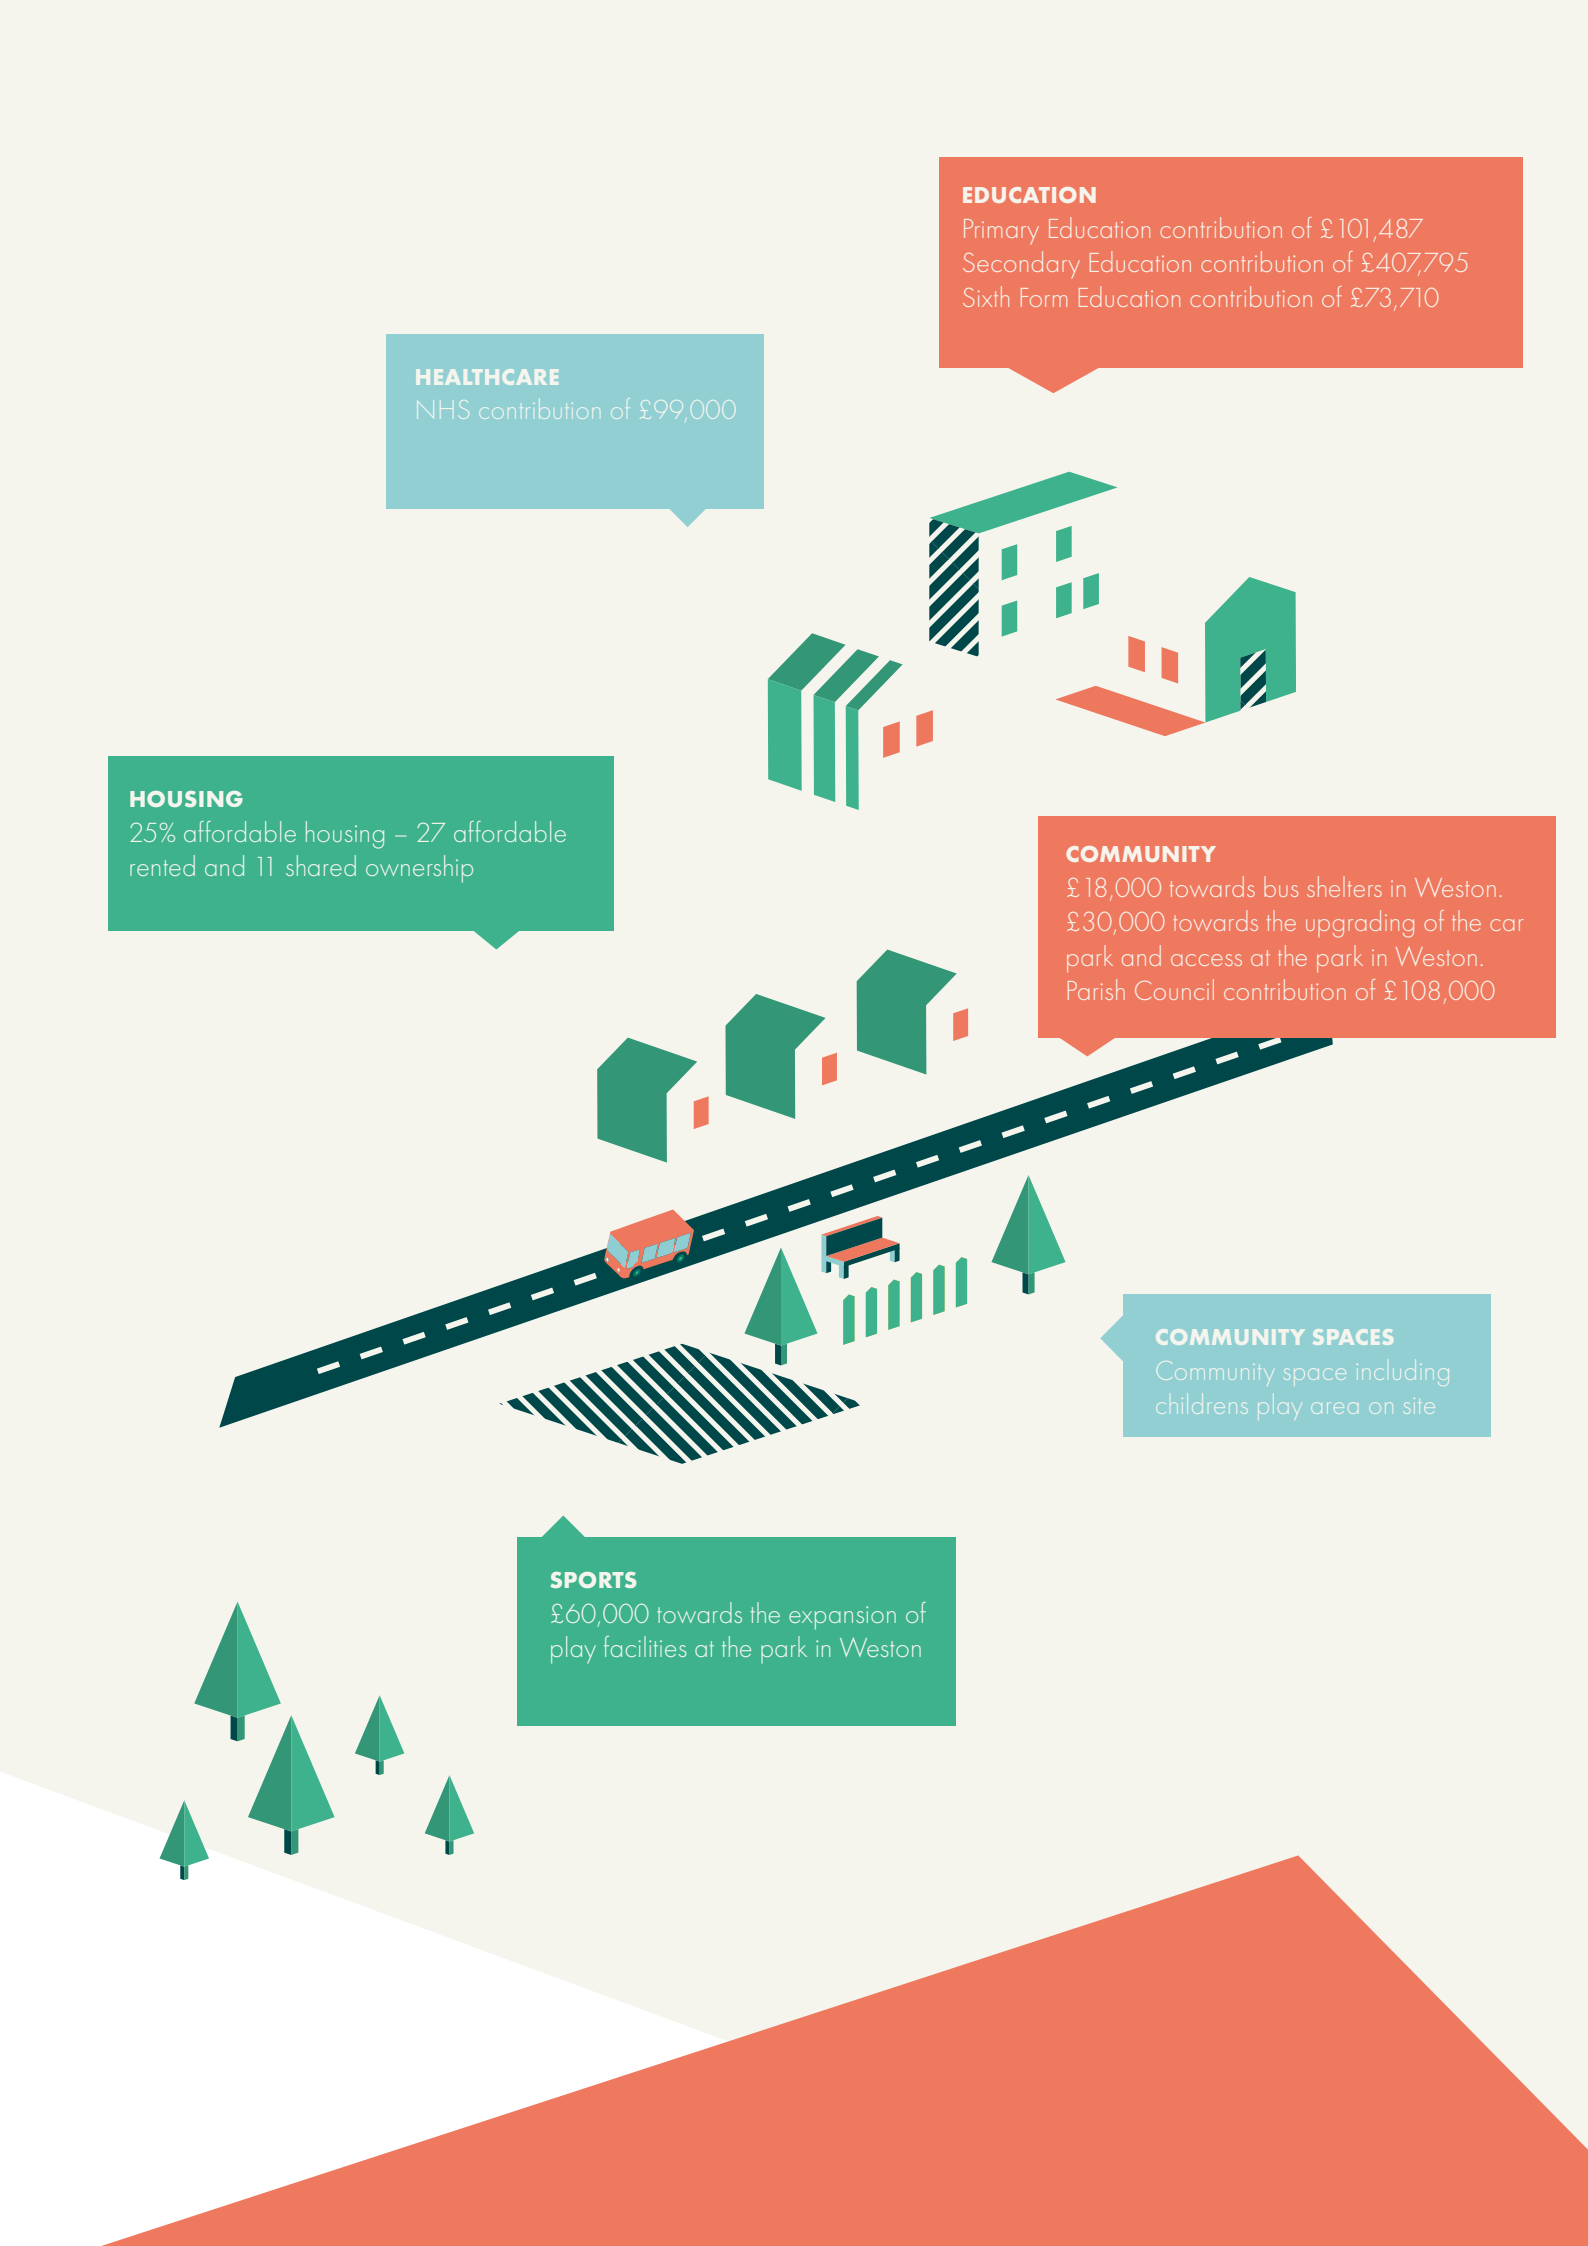 EDUCATION
Primary Education contribution of £101,487
Secondary Education contribution of £407,795
Sixth Form Education contribution of £73,710
HEALTHCARE
NHS contribution of £99,000
HOUSING
25% affordable housing – 27 affordable
rented and 11 shared ownership
COMMUNITY
£18,000 towards bus shelters in Weston.
£30,000 towards the upgrading of the car
park and access at the park in Weston.
Parish Council contribution of £108,000
COMMUNITY SPACES
Community space including
childrens play area on site
SPORTS
£60,000 towards the expansion of
play facilities at the park in Weston